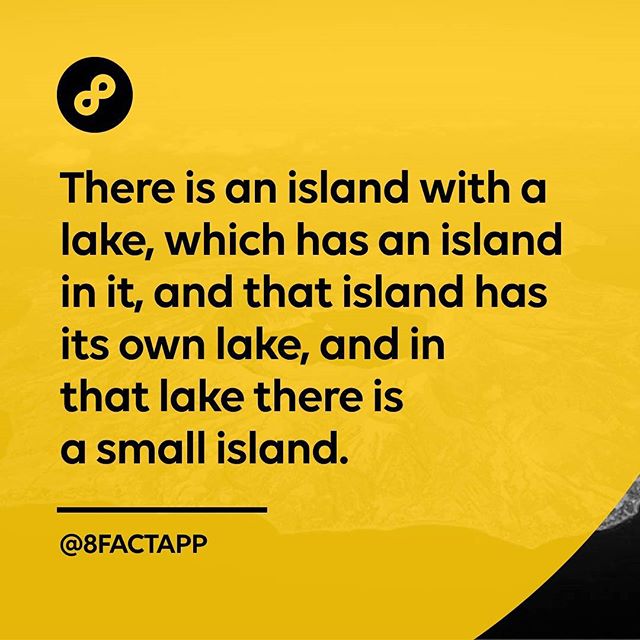 There is an island with a
lake, which has an island
in it, and that island has
its own lake, and in
that lake there is
a small island.
@8FACTAPP